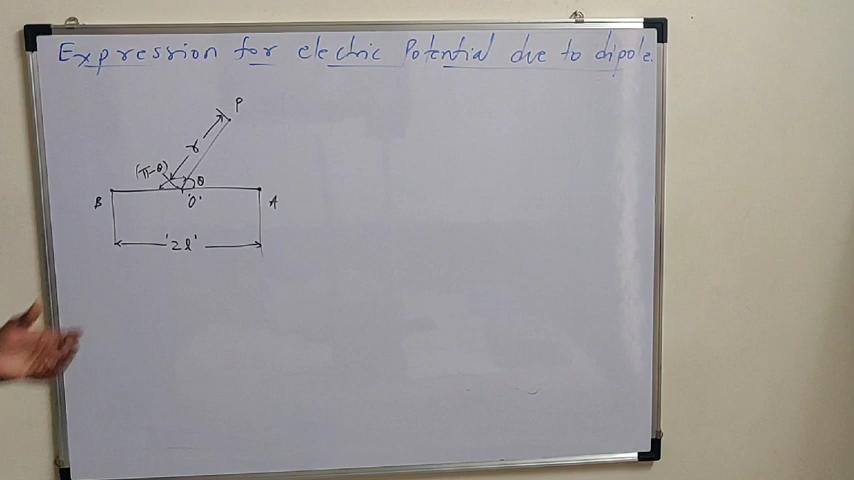 Expression for electric Potential due to dipole.
P
r
(π-θ)
θ
B
'O'
A
'2l'